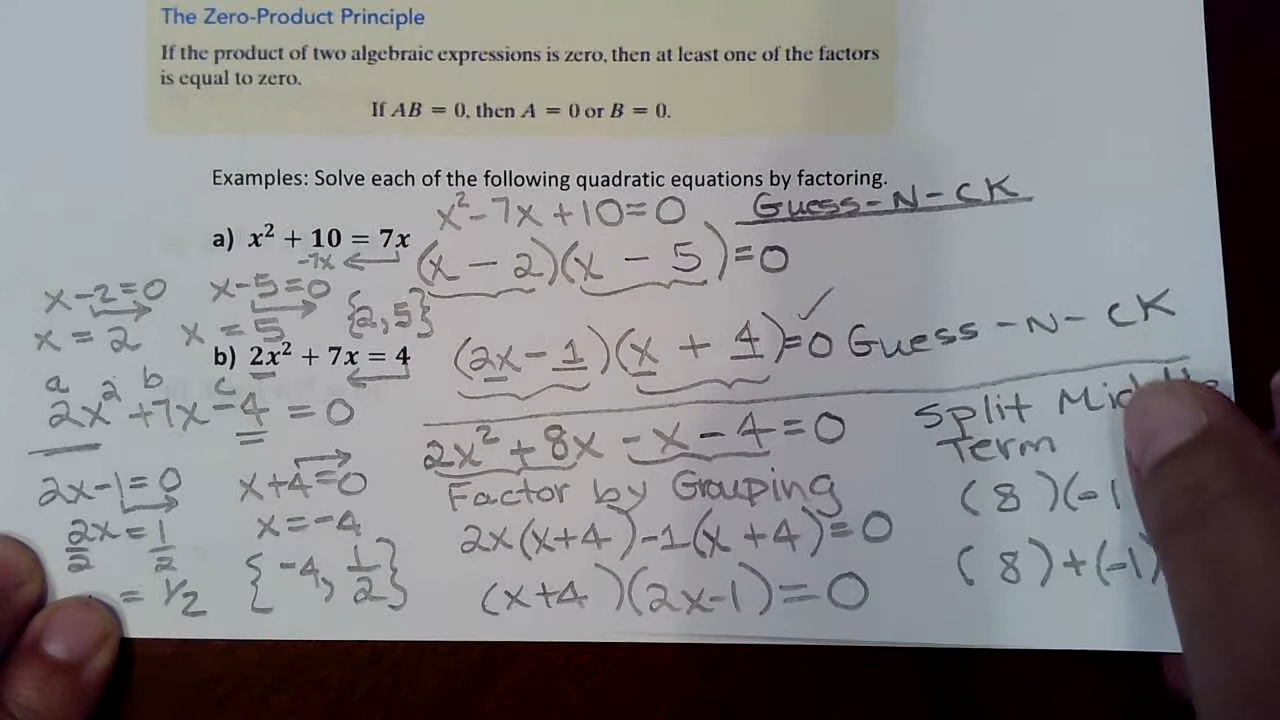 The Zero-Product Principle
If the product of two algebraic expressions is zero, then at least one of the factors
is equal to zero.
If AB = 0, then A = 0 or B = 0.
Examples: Solve each of the following quadratic equations by factoring.
x² - 7x + 10 = 0 Guess-N-CK
a) x² + 10 = 7x
-7x
(x - 2)(x - 5) = 0
x-2=0 x-5=0
x = 2 x = 5 {2,5}
b) 2x² + 7x = 4
(2x - 1)(x + 4) = 0 ✓ Guess-N-CK
a b c
2x² + 7x - 4 = 0
2x² + 8x - x - 4 = 0
Split
Term
2x-1=0 x+4=0
Factor by Grouping
(8)(-1
2x/2 = 1/2 x = -4
2x(x+4)-1(x+4)=0
(8)+(-1)
= 1/2 {-4, 1/2}
(x+4)(2x-1)=0